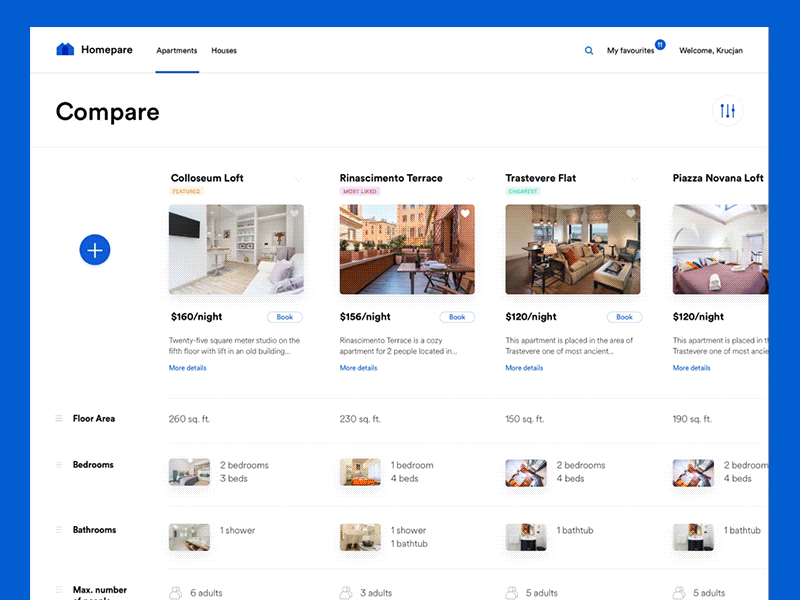 Homepare
Apartments
Houses
My favourites
11
Welcome, Krucjan
Compare
Colloseum Loft
FEATURED
Rinascimento Terrace
MOST LIKED
Trastevere Flat
CHEAPEST
Piazza Novana Loft
$160/night
Book
$156/night
Book
$120/night
Book
$120/night
Twenty-five square meter studio on the
fifth floor with lift in an old building...
More details
Rinascimento Terrace is a cozy
apartment for 2 people located in...
More details
This apartment is placed in the area of
Trastevere one of most ancient...
More details
This apartment is placed in th
Trastevere one of most ancie
More details
Floor Area
260 sq. ft.
230 sq. ft.
150 sq. ft.
190 sq. ft.
Bedrooms
2 bedrooms
3 beds
1 bedroom
4 beds
2 bedrooms
4 beds
2 bedroom
4 beds
Bathrooms
1 shower
1 shower
1 bathtub
1 bathtub
1 bathtub
Max. number
of people
6 adults
3 adults
5 adults
5 adults